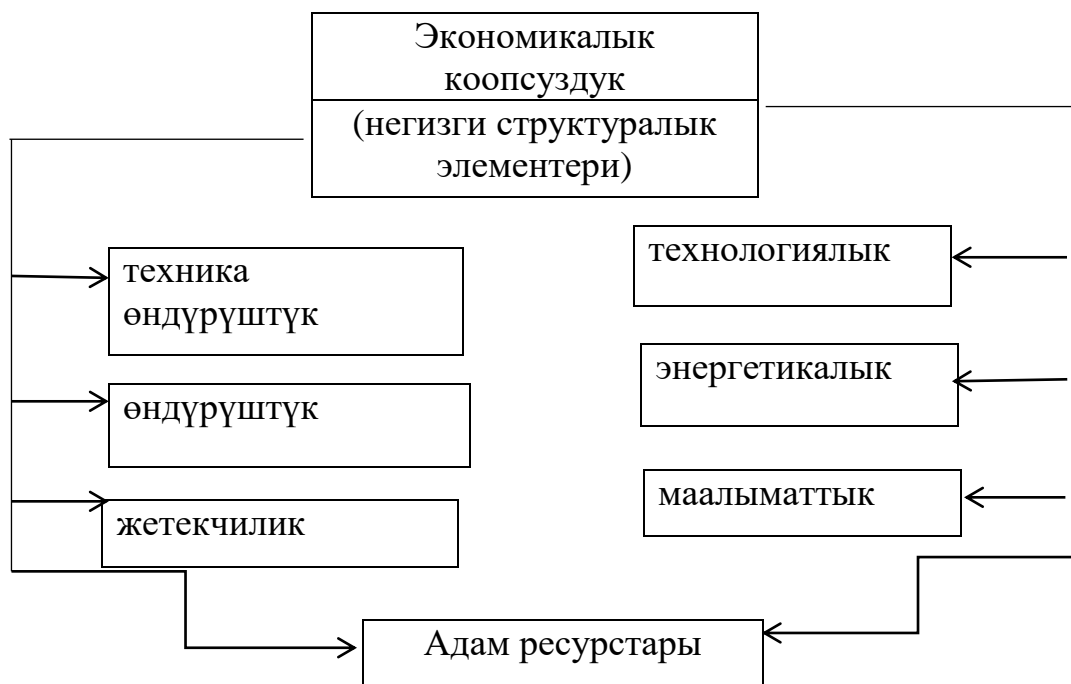 Экономикалык
коопсуздук
(негизги структуралык
элементери)
техника
өндүрүштүк
өндүрүштүк
жетекчилик
технологиялык
энергетикалык
маалыматтык
Адам ресурстары